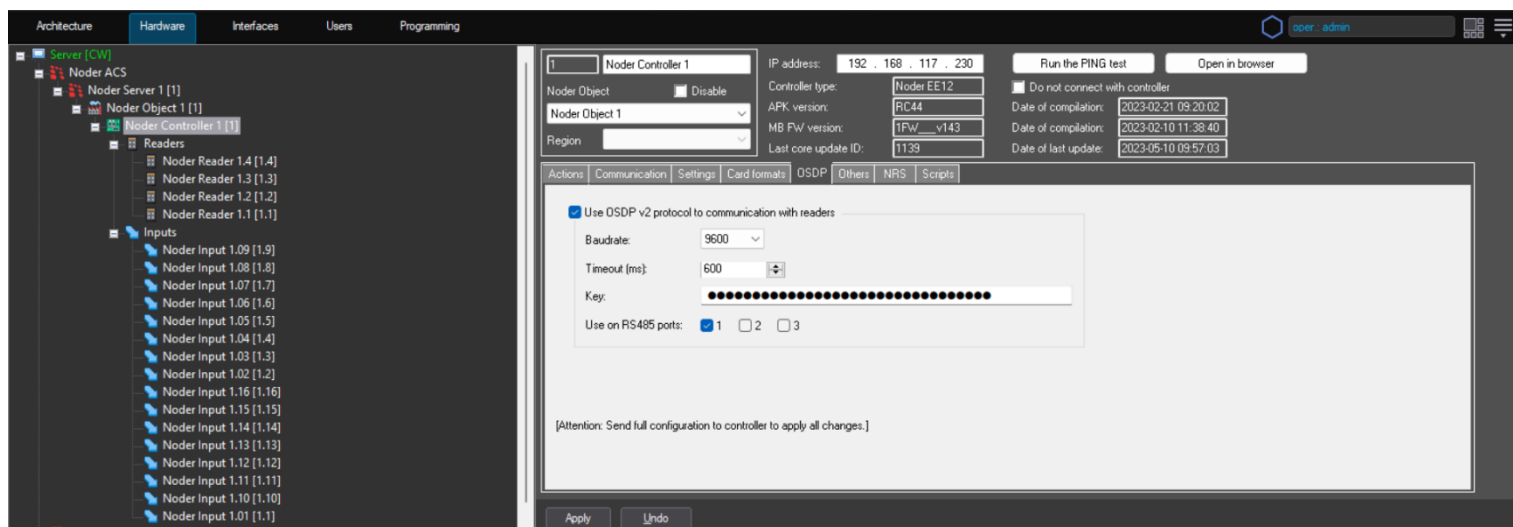 Architecture Hardware Interfaces Users Programming oper.: admin
Server [CW]
Noder ACS
Noder Server 1 [1]
Noder Object 1 [1]
Noder Controller 1 [1]
Readers
Noder Reader 1.4 [1.4]
Noder Reader 1.3 [1.3]
Noder Reader 1.2 [1.2]
Noder Reader 1.1 [1.1]
Inputs
Noder Input 1.09 [1.9]
Noder Input 1.08 [1.8]
Noder Input 1.07 [1.7]
Noder Input 1.06 [1.6]
Noder Input 1.05 [1.5]
Noder Input 1.04 [1.4]
Noder Input 1.03 [1.3]
Noder Input 1.02 [1.2]
Noder Input 1.16 [1.16]
Noder Input 1.15 [1.15]
Noder Input 1.14 [1.14]
Noder Input 1.13 [1.13]
Noder Input 1.12 [1.12]
Noder Input 1.11 [1.11]
Noder Input 1.10 [1.10]
Noder Input 1.01 [1.1]
1 Noder Controller 1
Noder Object Disable
Noder Object 1
Region
IP address: 192 . 168 . 117 . 230
Controller type: Noder EE12
APK version: RC44
MB FW version: 1FW___v143
Last core update ID: 1139
Run the PING test Open in browser
Do not connect with controller
Date of compilation: 2023-02-21 09:20:02
Date of compilation: 2023-02-10 11:38:40
Date of last update: 2023-05-10 09:57:03
Actions Communication Settings Card formats OSDP Others NRS Scripts
Use OSDP v2 protocol to communication with readers
Baudrate: 9600
Timeout (ms): 600
Key: ●●●●●●●●●●●●●●●●●●●●●●●●●●●●●●●●
Use on RS485 ports: 1 2 3
[Attention: Send full configuration to controller to apply all changes.]
Apply Undo